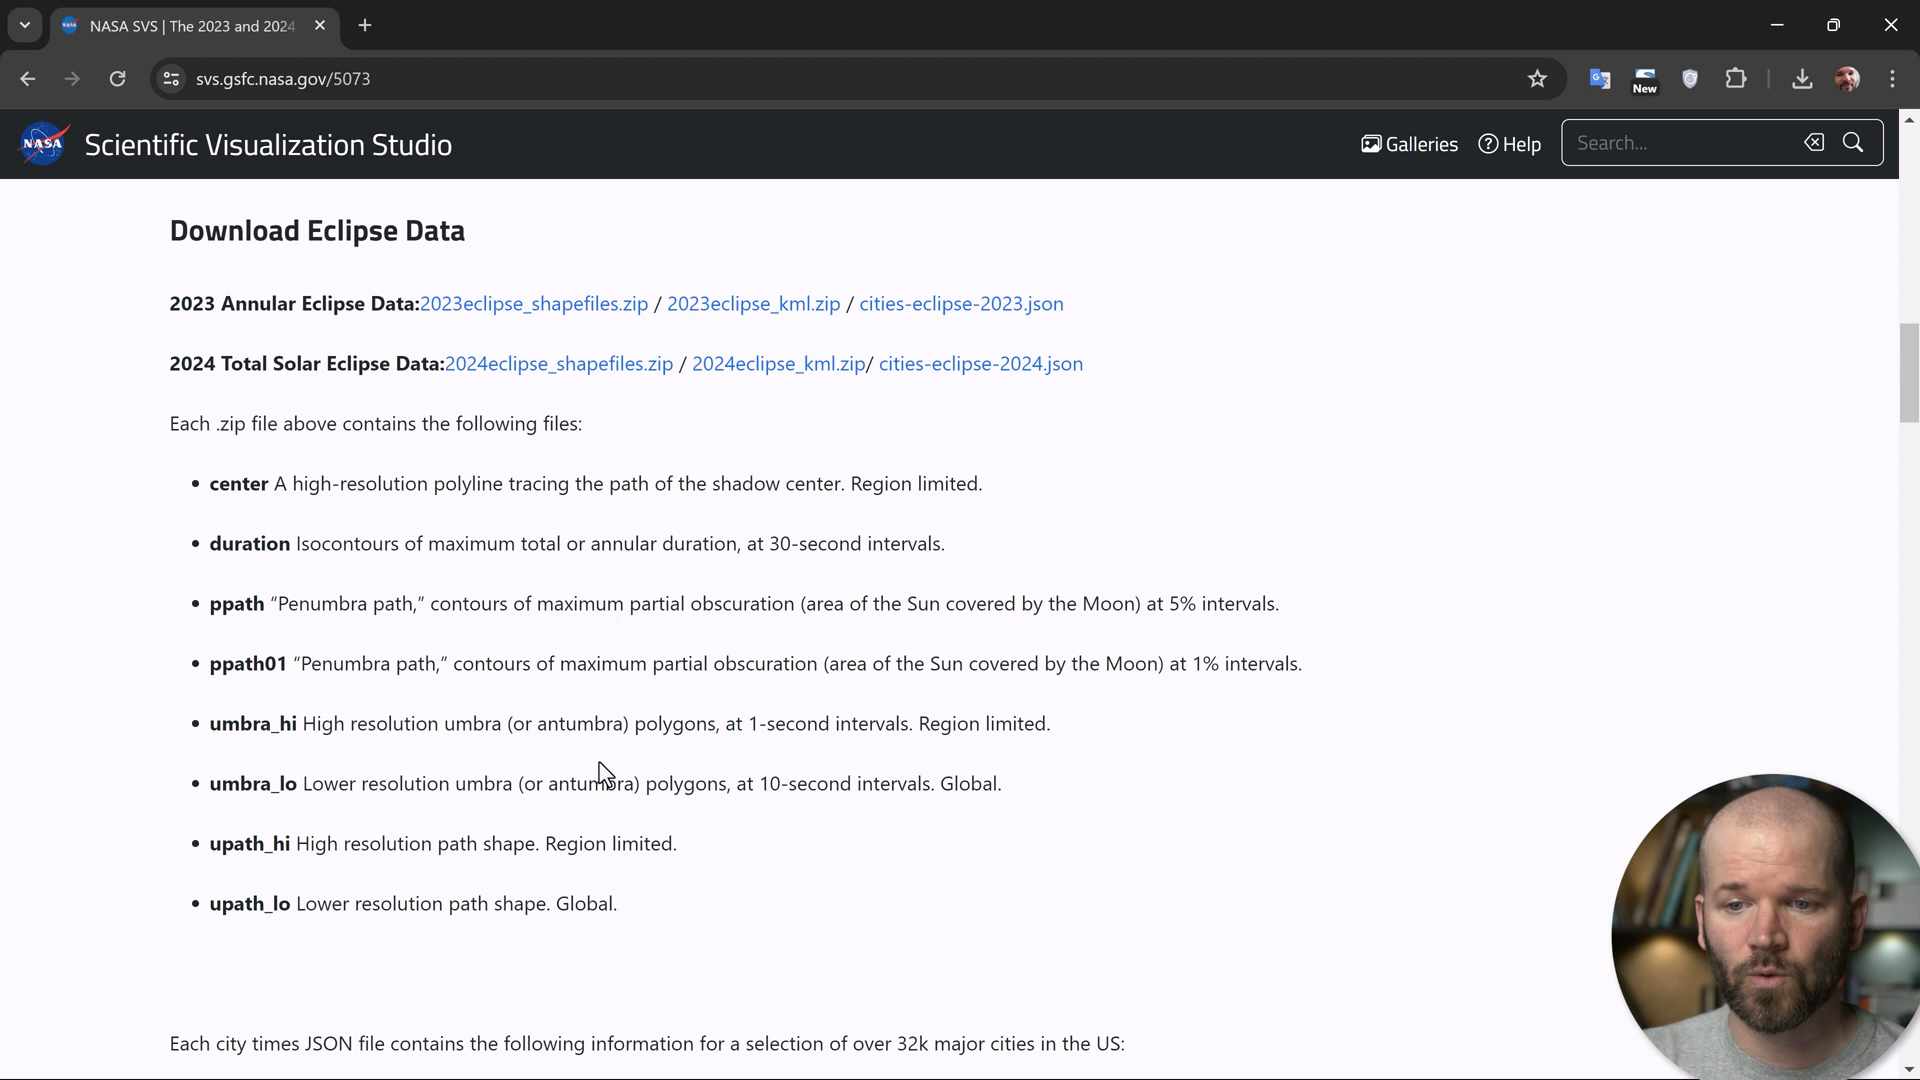 NASA SVS | The 2023 and 2024
svs.gsfc.nasa.gov/5073
New
NASA
Scientific Visualization Studio
Galleries
Help
Search...
Download Eclipse Data
2023 Annular Eclipse Data:2023eclipse_shapefiles.zip / 2023eclipse_kml.zip / cities-eclipse-2023.json
2024 Total Solar Eclipse Data:2024eclipse_shapefiles.zip / 2024eclipse_kml.zip/ cities-eclipse-2024.json
Each .zip file above contains the following files:
• center A high-resolution polyline tracing the path of the shadow center. Region limited.
• duration Isocontours of maximum total or annular duration, at 30-second intervals.
• ppath “Penumbra path,” contours of maximum partial obscuration (area of the Sun covered by the Moon) at 5% intervals.
• ppath01 “Penumbra path,” contours of maximum partial obscuration (area of the Sun covered by the Moon) at 1% intervals.
• umbra_hi High resolution umbra (or antumbra) polygons, at 1-second intervals. Region limited.
• umbra_lo Lower resolution umbra (or antumbra) polygons, at 10-second intervals. Global.
• upath_hi High resolution path shape. Region limited.
• upath_lo Lower resolution path shape. Global.
Each city times JSON file contains the following information for a selection of over 32k major cities in the US: